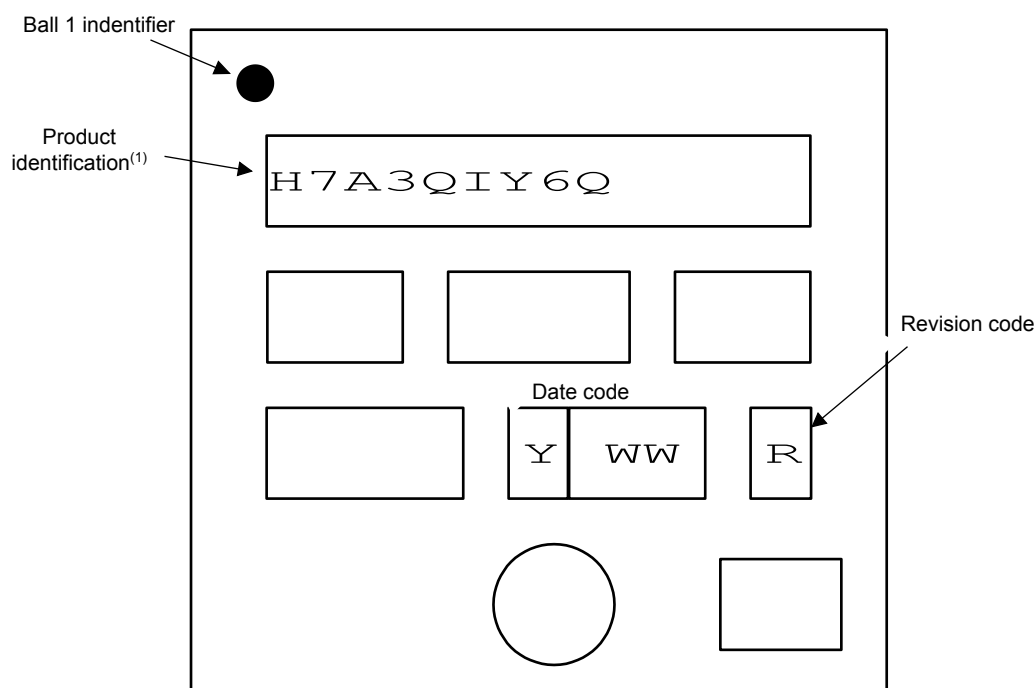 Ball 1 indentifier
Product
identification(1)
H7A3QIY6Q
Revision code
Date code
Y WW R